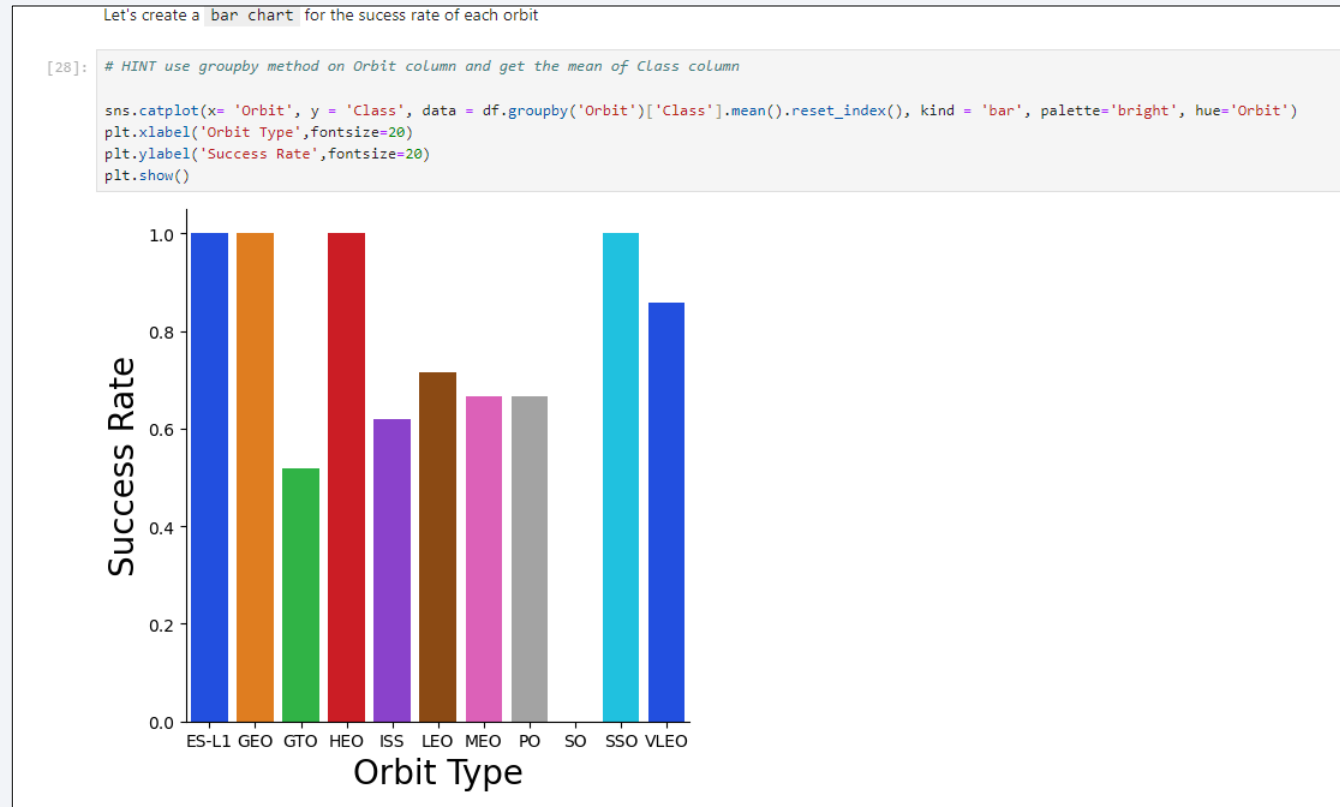 Let's create a bar chart for the sucess rate of each orbit
[28]: # HINT use groupby method on Orbit column and get the mean of Class column
sns.catplot(x= 'Orbit', y = 'Class', data = df.groupby('Orbit')['Class'].mean().reset_index(), kind = 'bar', palette='bright', hue='Orbit')
plt.xlabel('Orbit Type',fontsize=20)
plt.ylabel('Success Rate',fontsize=20)
plt.show()
1.0
0.8
0.6
0.4
0.2
0.0
Success Rate
ES-L1 GEO GTO HEO ISS LEO MEO PO SO SSO VLEO
Orbit Type